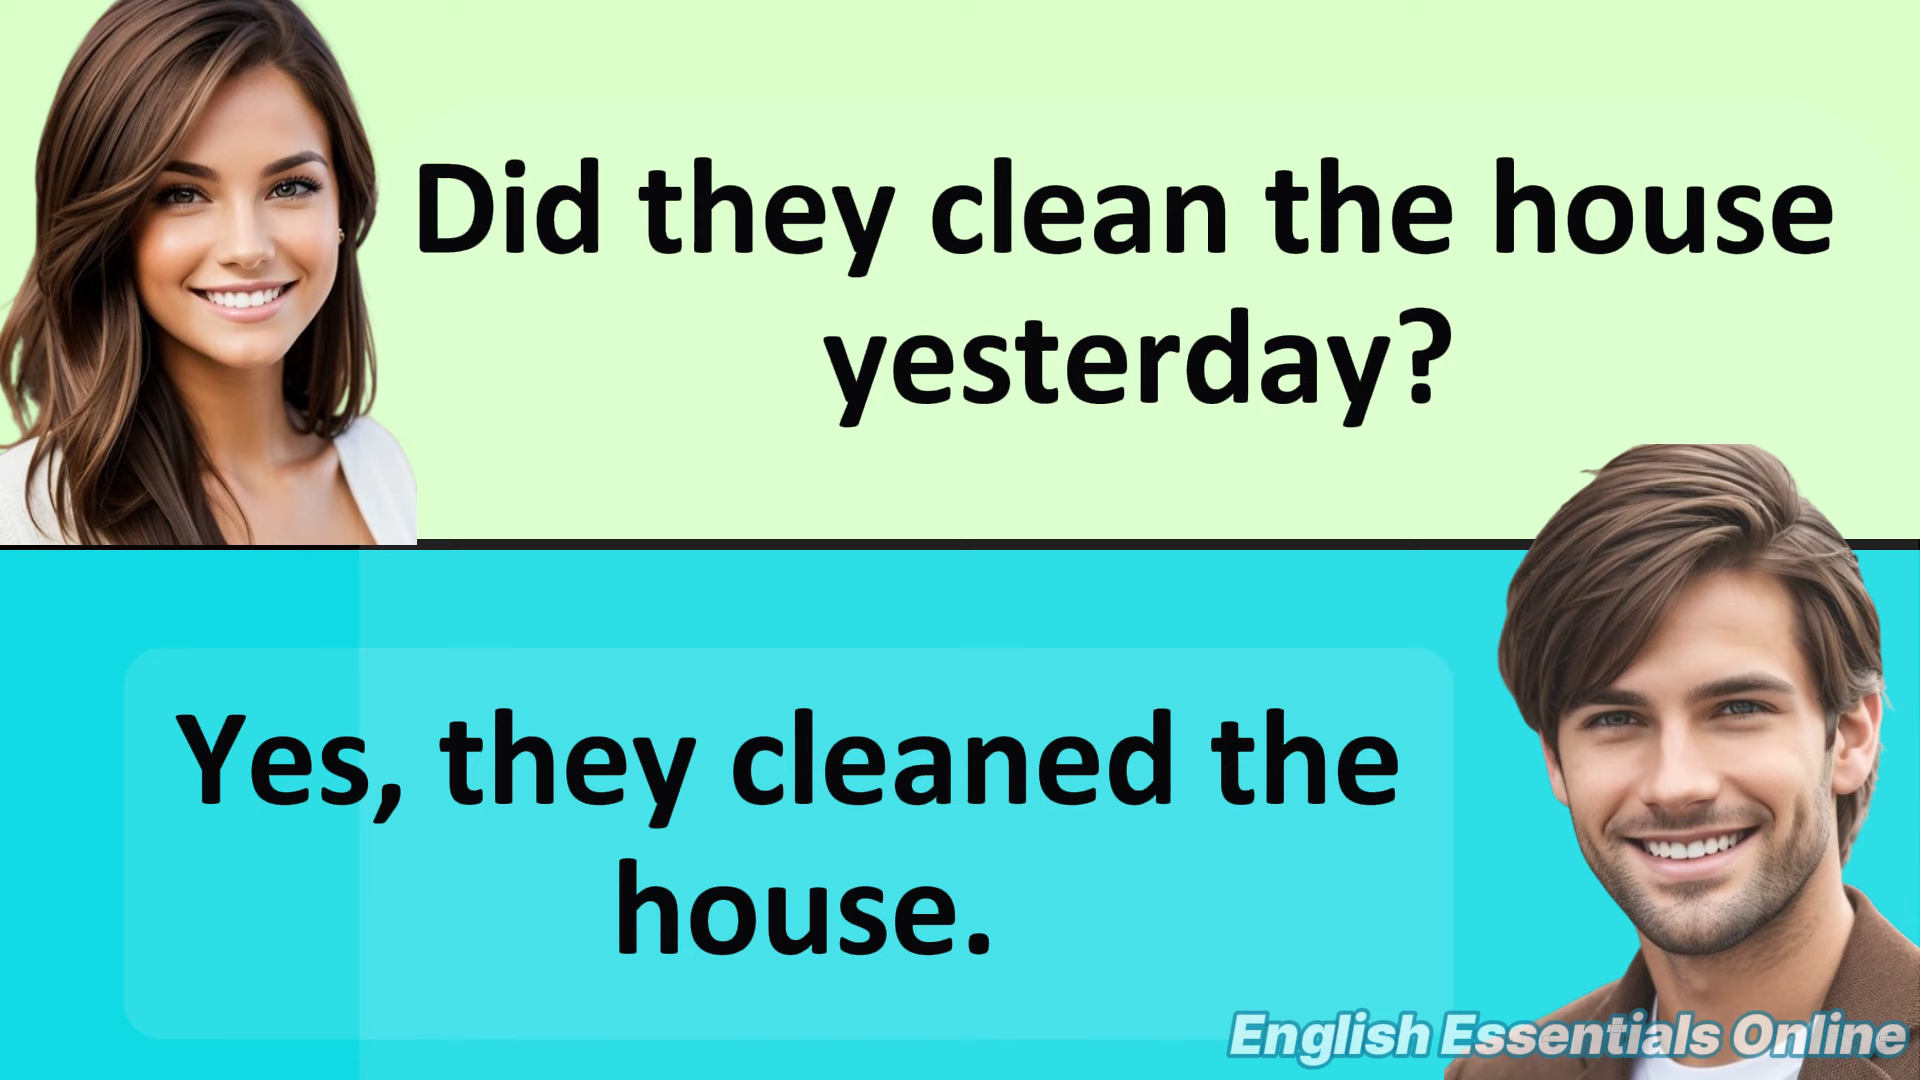 Did they clean the house
yesterday?
Yes, they cleaned the
house.
English Essentials Online